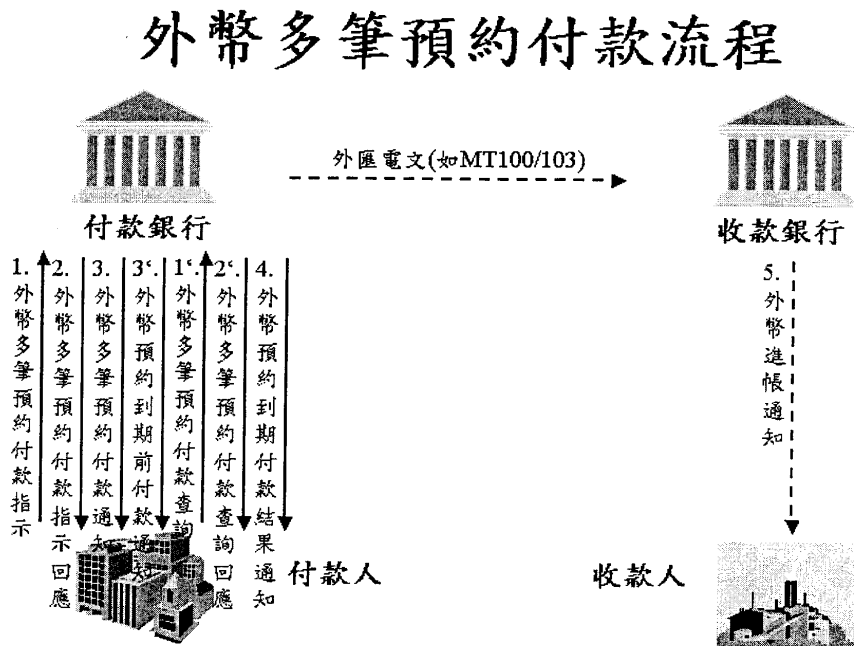 外幣多筆預約付款流程
外匯電文(如MT100/103)
付款銀行
收款銀行
1.外幣多筆預約付款指示
2.外幣多筆預約付款指示回應
3.外幣多筆預約付款通知
3‘.外幣預約到期前付款通知
1‘.外幣多筆預約付款查詢
2‘.外幣多筆預約付款查詢回應
4.外幣預約到期付款結果通知
5.外幣進帳通知
付款人
收款人